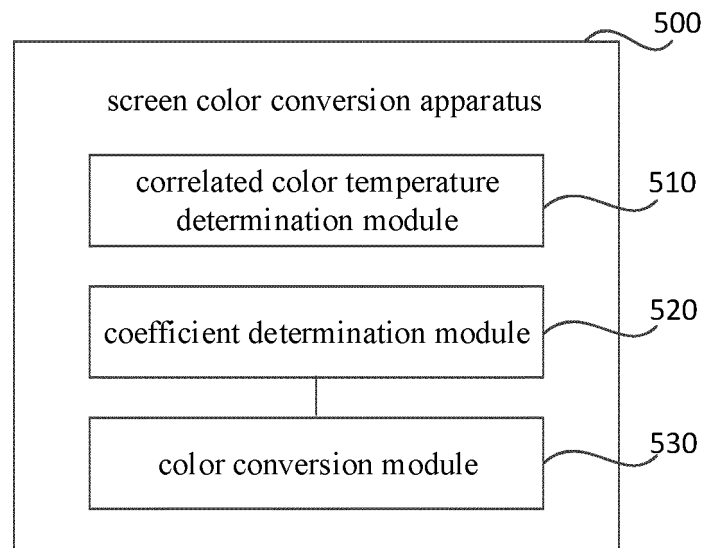 500
screen color conversion apparatus
correlated color temperature
determination module
510
coefficient determination module
520
color conversion module
530